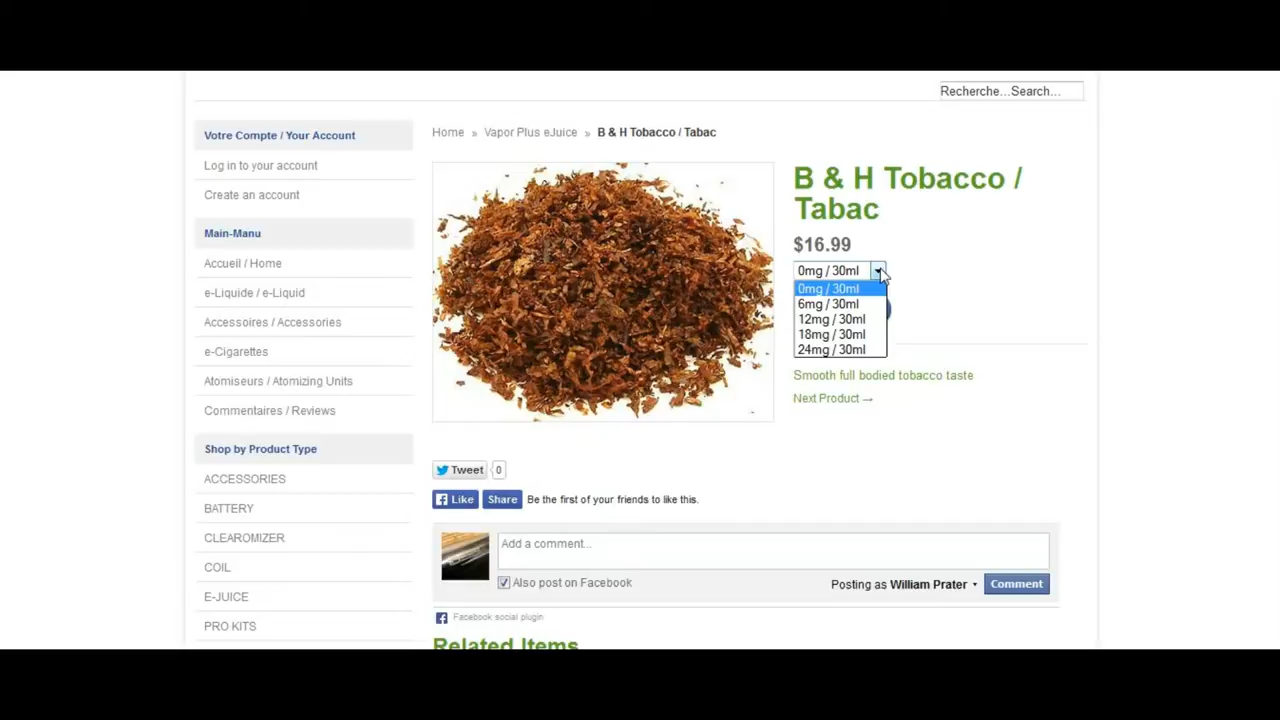 Recherche...Search...
Votre Compte / Your Account
Log in to your account
Create an account
Main-Manu
Accueil / Home
e-Liquide / e-Liquid
Accessoires / Accessories
e-Cigarettes
Atomiseurs / Atomizing Units
Commentaires / Reviews
Shop by Product Type
ACCESSORIES
BATTERY
CLEAROMIZER
COIL
E-JUICE
PRO KITS
Home » Vapor Plus eJuice » B & H Tobacco / Tabac
B & H Tobacco /
Tabac
$16.99
0mg / 30ml
0mg / 30ml
6mg / 30ml
12mg / 30ml
18mg / 30ml
24mg / 30ml
Smooth full bodied tobacco taste
Next Product →
Tweet 0
Like Share Be the first of your friends to like this.
Add a comment...
Also post on Facebook
Posting as William Prater Comment
Facebook social plugin
Related Items